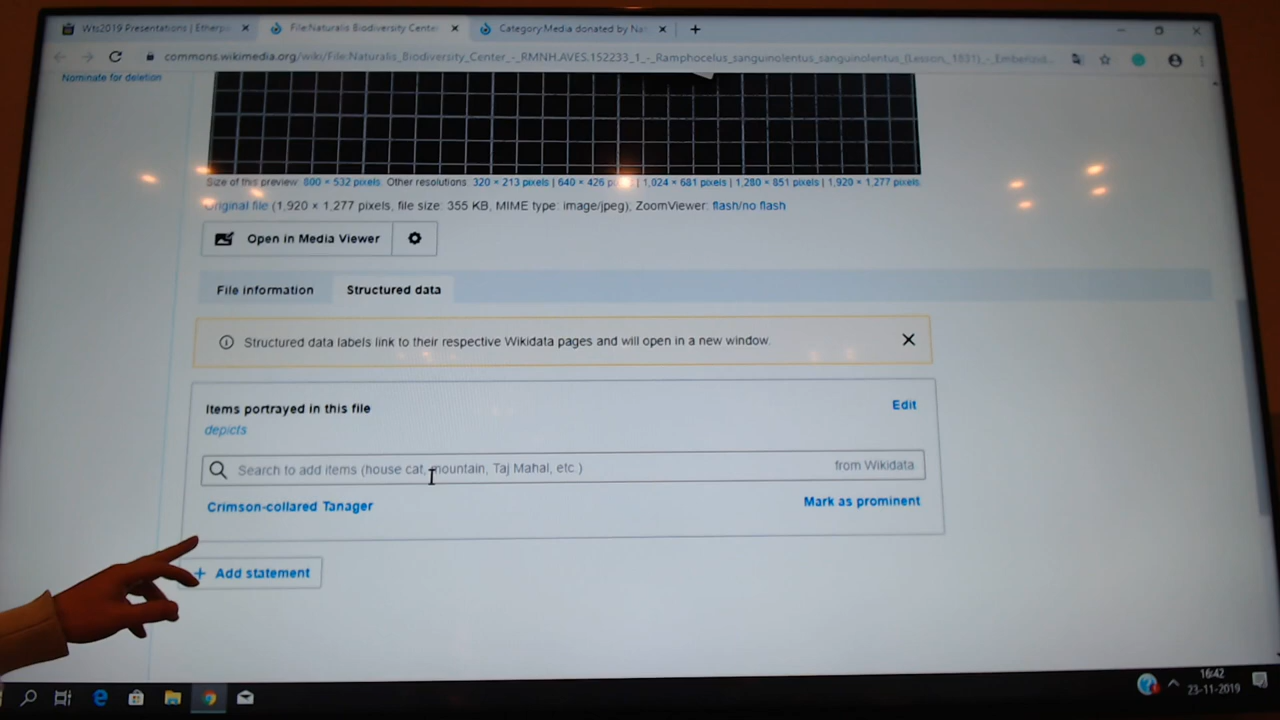 Wts2019 Presentations | Etherp
File:Naturalis Biodiversity Center
Category:Media donated by Na
commons.wikimedia.org/wiki/File:Naturalis_Biodiversity_Center_-_RMNH.AVES.152233_1_-_Ramphocelus_sanguinolentus_sanguinolentus_(Lesson,_1831)_-_Emberizid...
Nominate for deletion
Size of this preview: 800 × 532 pixels. Other resolutions: 320 × 213 pixels | 640 × 426 | 1,024 × 681 pixels | 1,280 × 851 pixels | 1,920 × 1,277 pixels.
Original file (1,920 × 1,277 pixels, file size: 355 KB, MIME type: image/jpeg); ZoomViewer: flash/no flash
Open in Media Viewer
File information
Structured data
Structured data labels link to their respective Wikidata pages and will open in a new window.
Items portrayed in this file
Edit
depicts
Search to add items (house cat, mountain, Taj Mahal, etc.)
from Wikidata
Crimson-collared Tanager
Mark as prominent
+ Add statement
16:42
23-11-2019